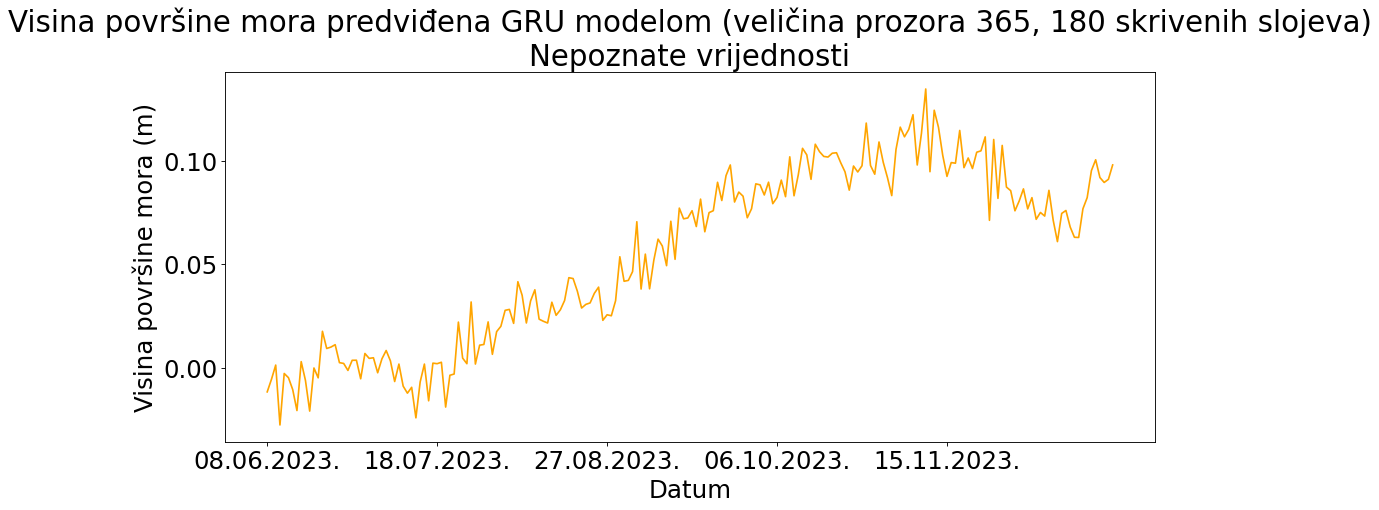 Visina površine mora predviđena GRU modelom (veličina prozora 365, 180 skrivenih slojeva)
Nepoznate vrijednosti
Visina površine mora (m)
0.10
0.05
0.00
08.06.2023. 18.07.2023. 27.08.2023. 06.10.2023. 15.11.2023.
Datum